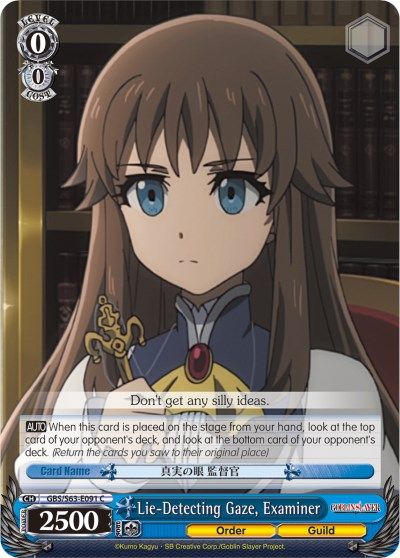 LEVEL
0
0
COST
Don't get any silly ideas.
AUTO When this card is placed on the stage from your hand, look at the top
card of your opponent's deck, and look at the bottom card of your opponent's
deck. (Return the cards you saw to their original place)
Card Name 真実の眼 監督官
CH GBS/S63-E091 C
Lie-Detecting Gaze, Examiner
GOBLIN SLAYER
POWER 2500 SOUL Order Guild
©Kumo Kagyu・SB Creative Corp./Goblin Slayer Project.